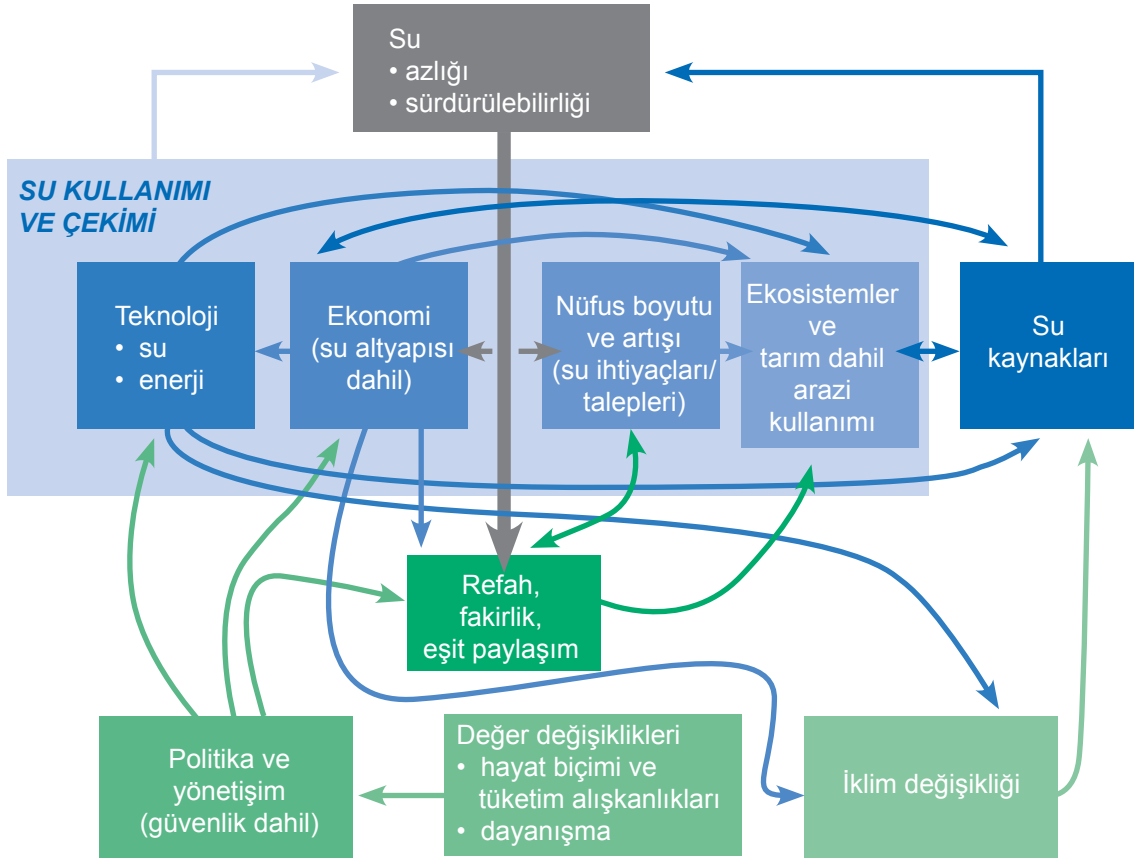 Su
• azlığı
• sürdürülebilirliği
SU KULLANIMI
VE ÇEKİMİ
Teknoloji
• su
• enerji
Ekonomi
(su altyapısı
dahil)
Nüfus boyutu
ve artışı
(su ihtiyaçları/
talepleri)
Ekosistemler
ve
tarım dahil
arazi
kullanımı
Su
kaynakları
Refah,
fakirlik,
eşit paylaşım
Politika ve
yönetişim
(güvenlik dahil)
Değer değişiklikleri
• hayat biçimi ve
tüketim alışkanlıkları
• dayanışma
İklim değişikliği